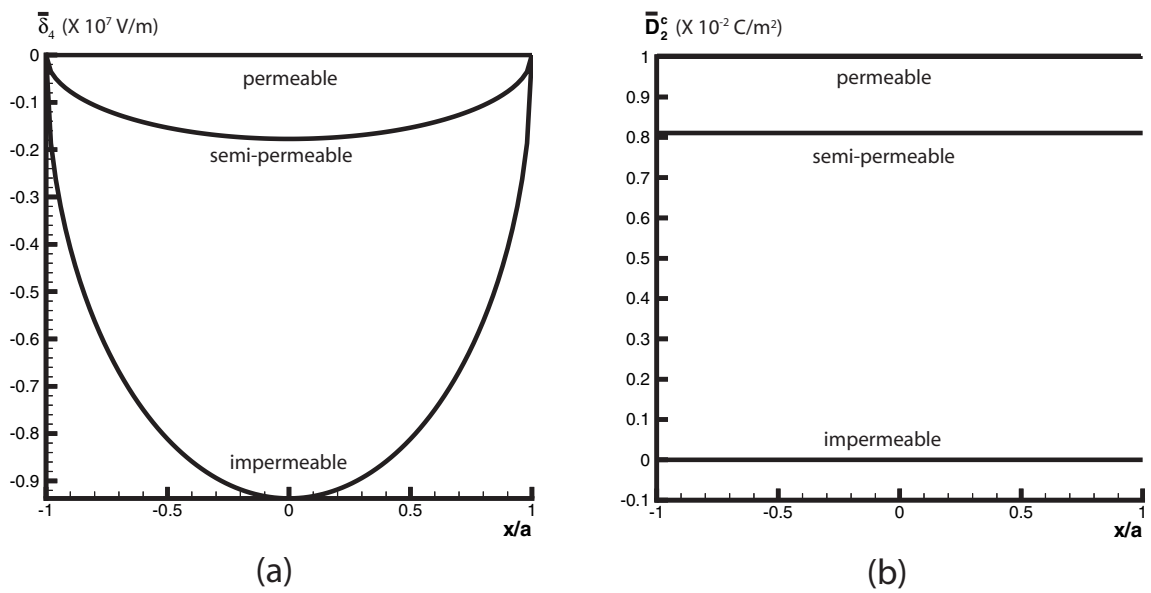 δ̅₄ (X 10⁷ V/m)
0
-0.1
-0.2
-0.3
-0.4
-0.5
-0.6
-0.7
-0.8
-0.9
permeable
semi-permeable
impermeable
-1 -0.5 0 0.5 1
x/a
(a)
D̅₂ᶜ (X 10⁻² C/m²)
1
0.9
0.8
0.7
0.6
0.5
0.4
0.3
0.2
0.1
0
-0.1
permeable
semi-permeable
impermeable
-1 -0.5 0 0.5 1
x/a
(b)